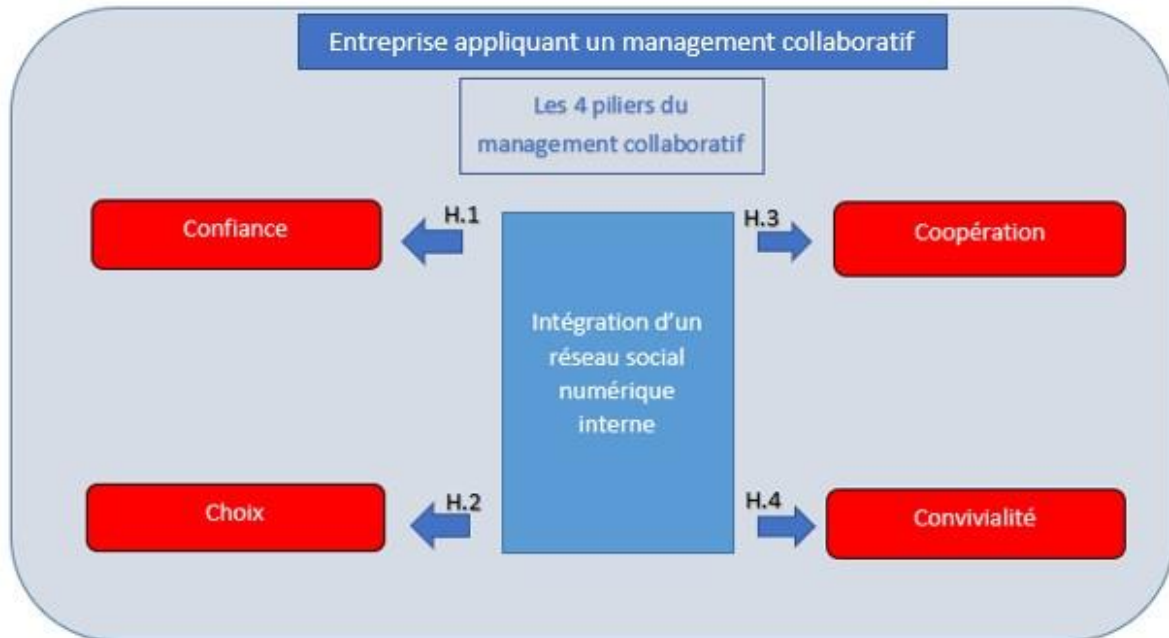 Entreprise appliquant un management collaboratif
Les 4 piliers du
management collaboratif
Confiance
H.1
H.3
Coopération
Intégration d'un
réseau social
numérique
interne
Choix
H.2
H.4
Convivialité